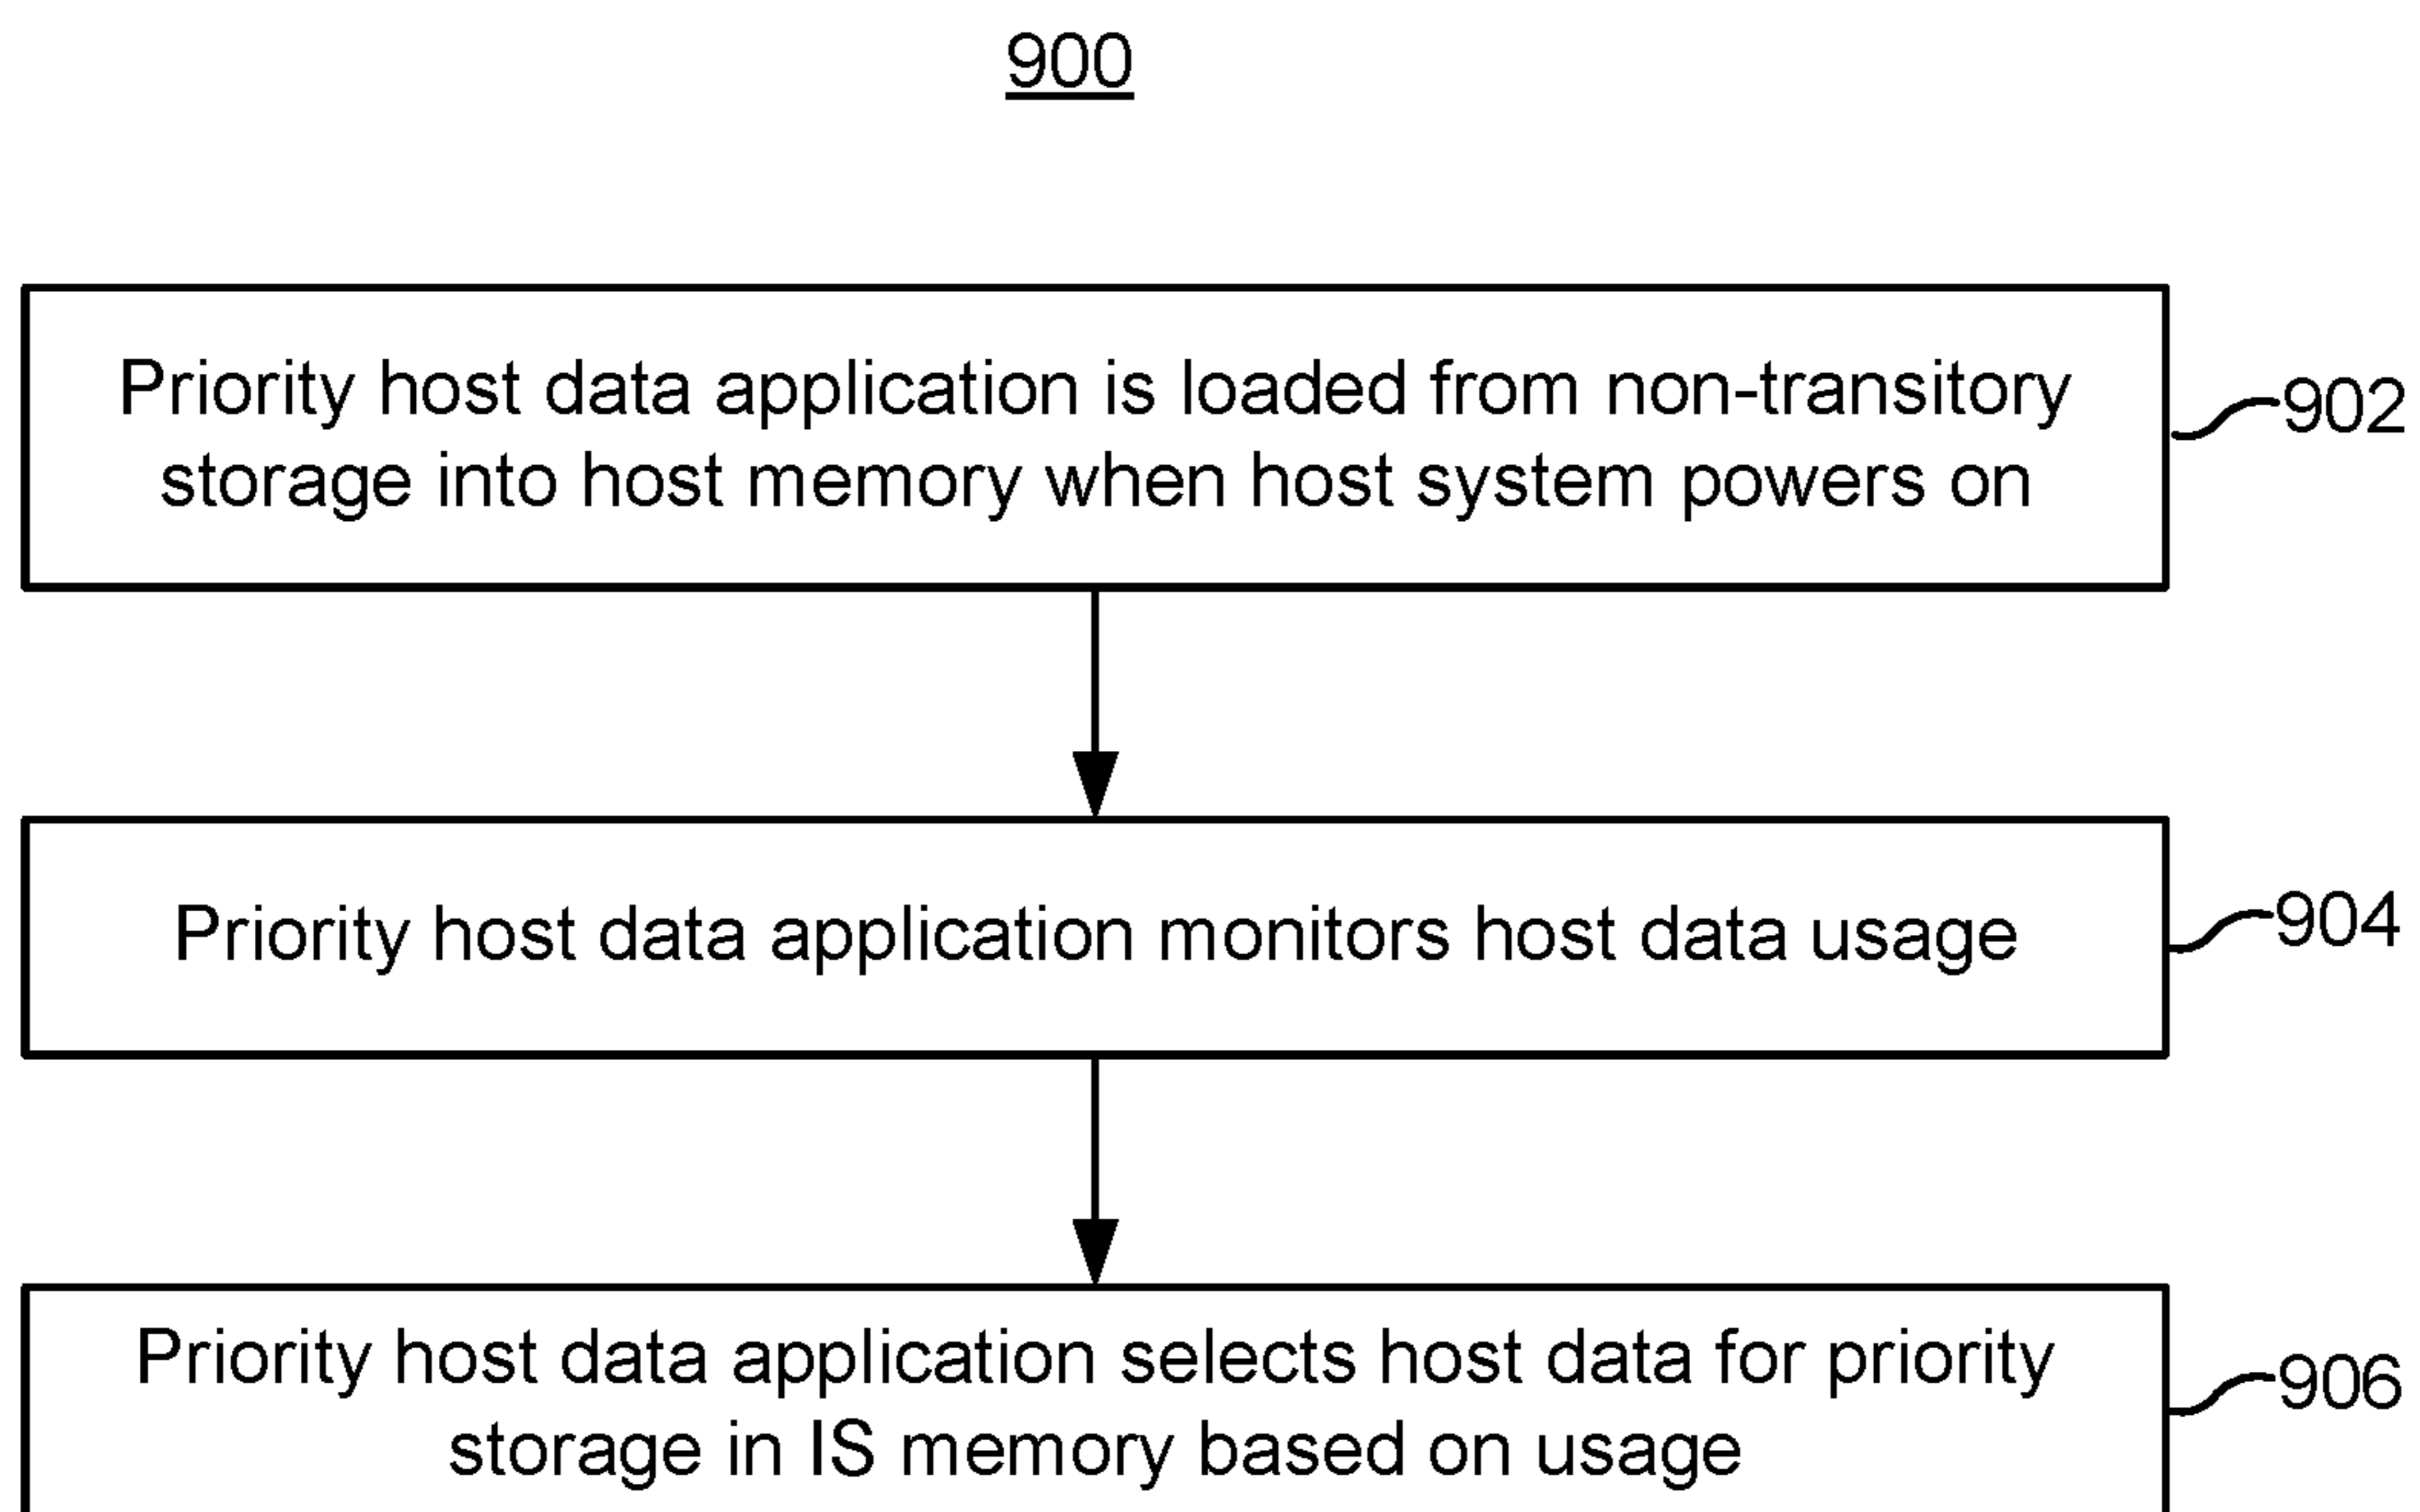 900
Priority host data application is loaded from non-transitory
storage into host memory when host system powers on
902
Priority host data application monitors host data usage
904
Priority host data application selects host data for priority
storage in IS memory based on usage
906